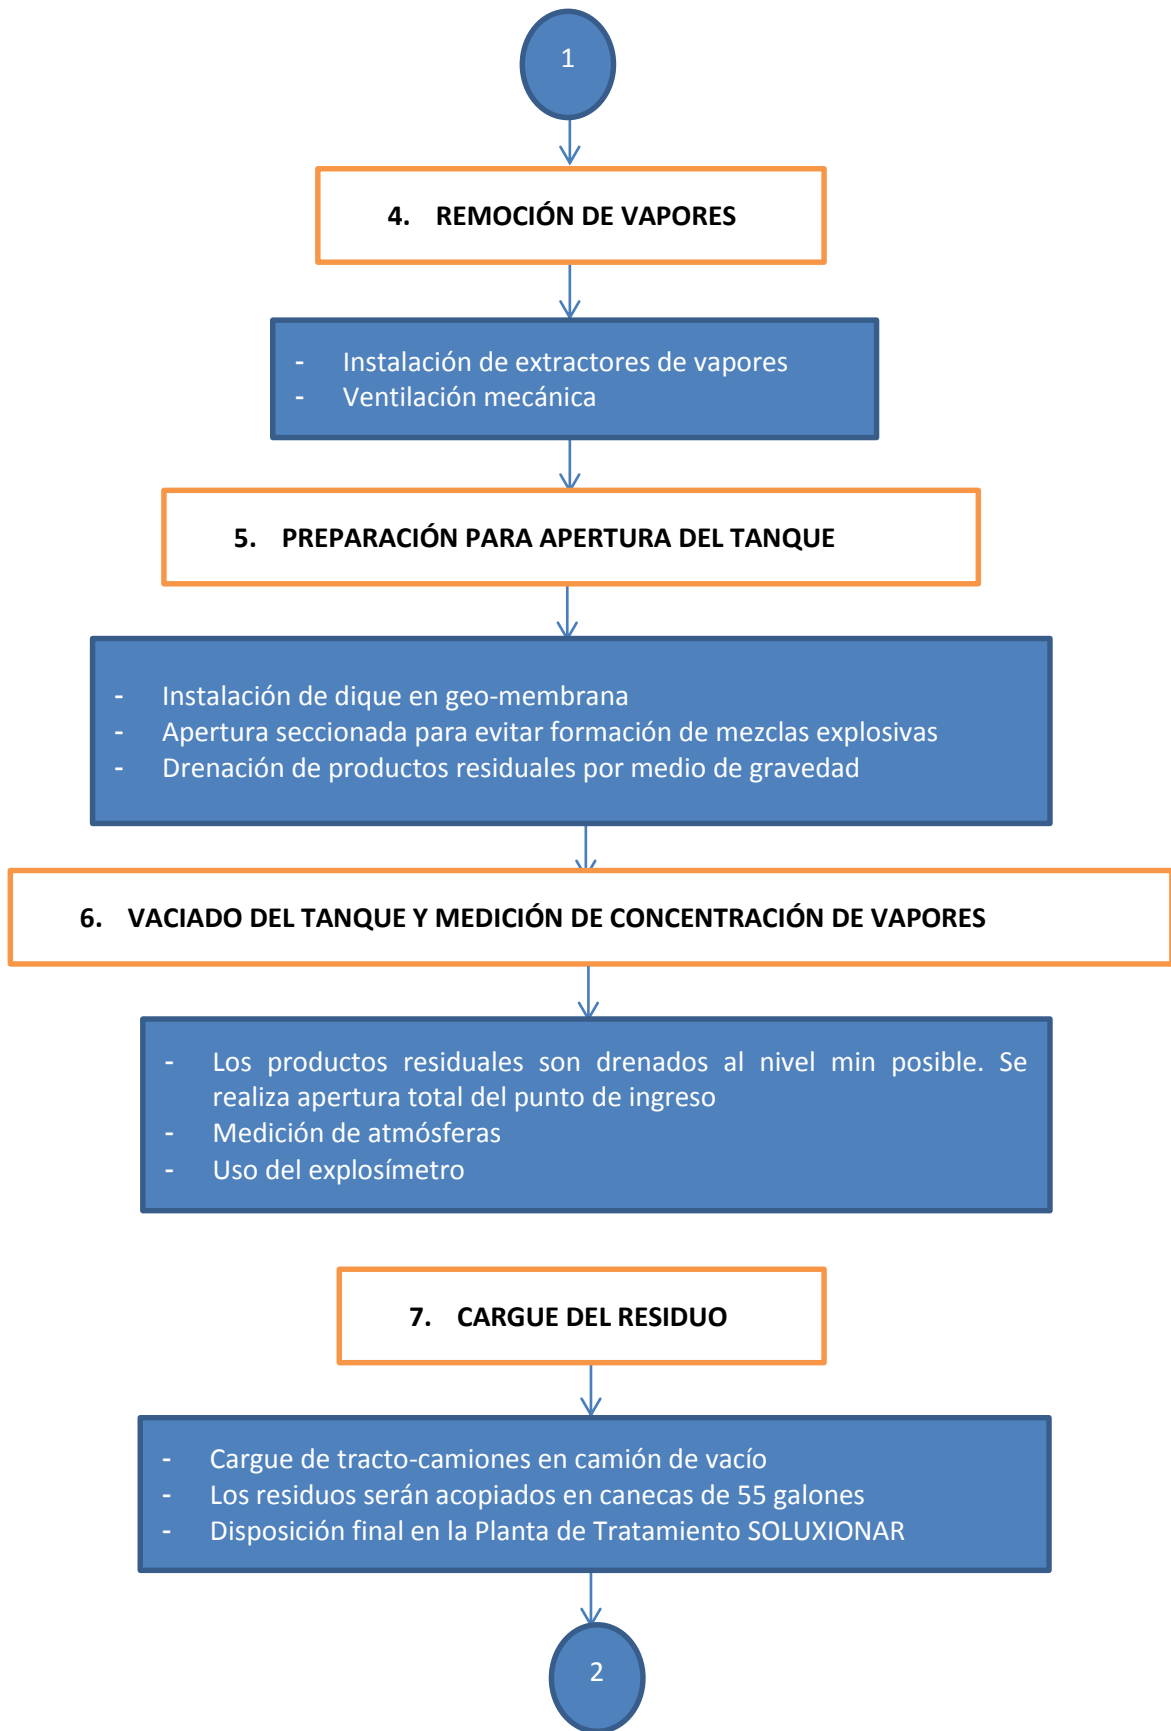 1
4. REMOCIÓN DE VAPORES
- Instalación de extractores de vapores
- Ventilación mecánica
5. PREPARACIÓN PARA APERTURA DEL TANQUE
- Instalación de dique en geo-membrana
- Apertura seccionada para evitar formación de mezclas explosivas
- Drenación de productos residuales por medio de gravedad
6. VACIADO DEL TANQUE Y MEDICIÓN DE CONCENTRACIÓN DE VAPORES
- Los productos residuales son drenados al nivel min posible. Se
realiza apertura total del punto de ingreso
- Medición de atmósferas
- Uso del explosímetro
7. CARGUE DEL RESIDUO
- Cargue de tracto-camiones en camión de vacío
- Los residuos serán acopiados en canecas de 55 galones
- Disposición final en la Planta de Tratamiento SOLUXIONAR
2